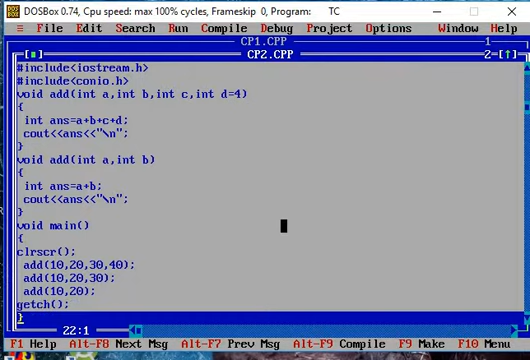 DOSBox 0.74, Cpu speed: max 100% cycles, Frameskip 0, Program: TC
≡ File Edit Search Run Compile Debug Project Options Window Help
CP1.CPP 1
[■] CP2.CPP 2=[↑]
#include<iostream.h>
#include<conio.h>
void add(int a,int b,int c,int d=4)
{
int ans=a+b+c+d;
cout<<ans<<"\n";
}
void add(int a,int b)
{
int ans=a+b;
cout<<ans<<"\n";
}
void main()
{
clrscr();
add(10,20,30,40);
add(10,20,30);
add(10,20);
getch();
}
22:1
F1 Help Alt-F8 Next Msg Alt-F7 Prev Msg Alt-F9 Compile F9 Make F10 Menu